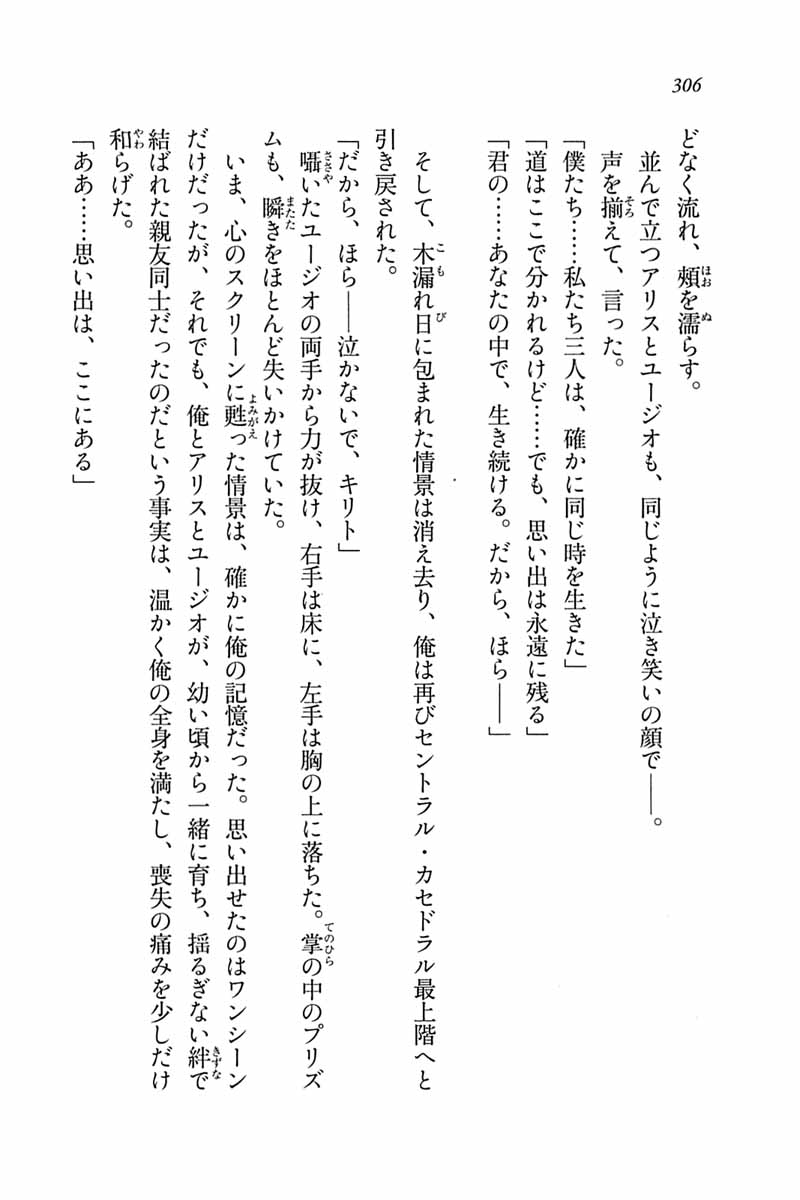 306
どなく流れ、頬を濡らす。
並んで立つアリスとユージオも、同じように泣き笑いの顔で――。
声を揃えて、言った。
「僕たち……私たち三人は、確かに同じ時を生きた」
「道はここで分かれるけど……でも、思い出は永遠に残る」
「君の……あなたの中で、生き続ける。だから、ほら――」
そして、木漏れ日に包まれた情景は消え去り、俺は再びセントラル・カセドラル最上階へと
引き戻された。
「だから、ほら――泣かないで、キリト」
囁いたユージオの両手から力が抜け、右手は床に、左手は胸の上に落ちた。掌の中のプリズ
ムも、瞬きをほとんど失いかけていた。
いま、心のスクリーンに甦った情景は、確かに俺の記憶だった。思い出せたのはワンシーン
だけだったが、それでも、俺とアリスとユージオが、幼い頃から一緒に育ち、揺るぎない絆で
結ばれた親友同士だったのだという事実は、温かく俺の全身を満たし、喪失の痛みを少しだけ
和らげた。
「ああ……思い出は、ここにある」